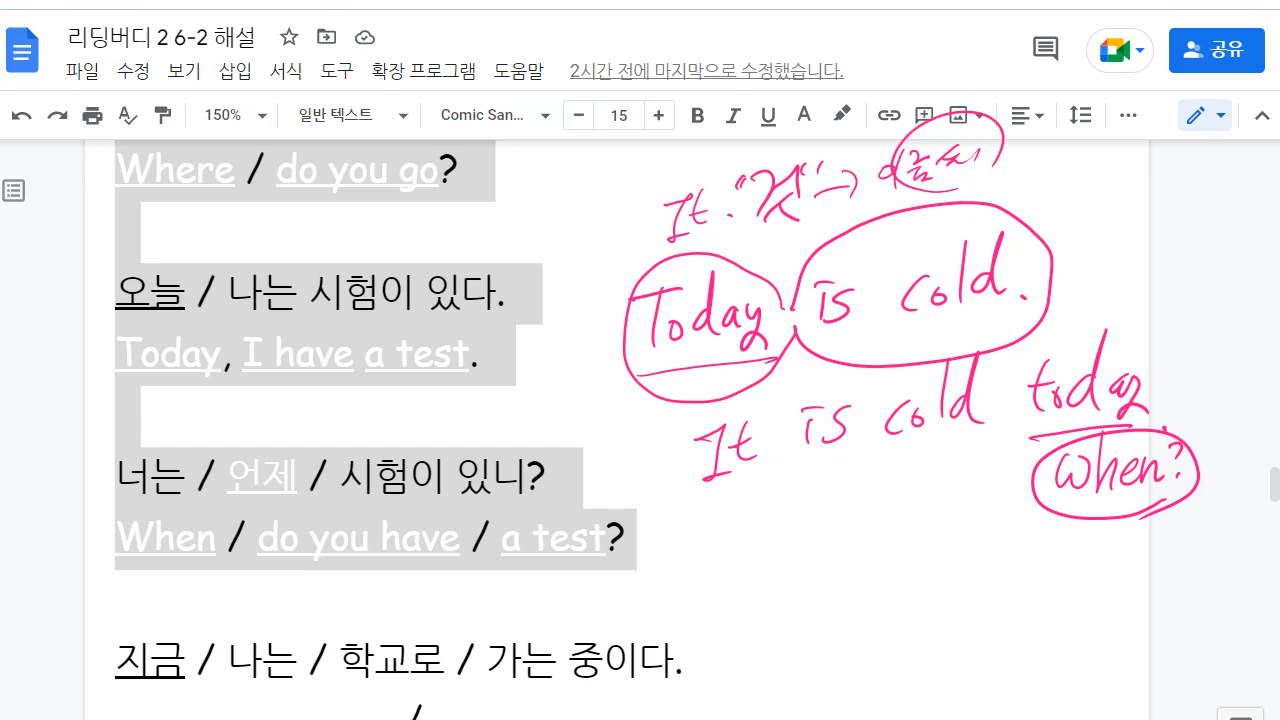 리딩버디 2 6-2 해설
파일 수정 보기 삽입 서식 도구 확장 프로그램 도움말 2시간 전에 마지막으로 수정했습니다.
공유
150% 일반 텍스트 Comic San... 15 B I U A
Where / do you go?
오늘 / 나는 시험이 있다.
Today, I have a test.
너는 / 언제 / 시험이 있니?
When / do you have / a test?
지금 / 나는 / 학교로 / 가는 중이다.
/
It. "것" →
Today is cold.
It is cold today.
when?